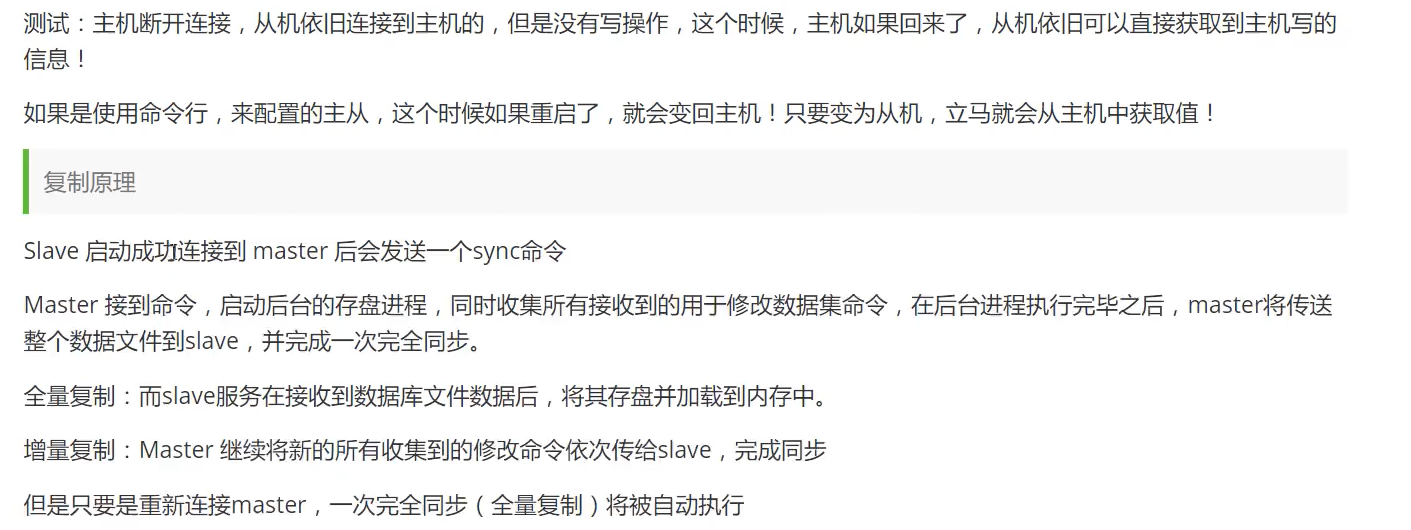 测试：主机断开连接，从机依旧连接到主机的，但是没有写操作，这个时候，主机如果回来了，从机依旧可以直接获取到主机写的
信息！
如果是使用命令行，来配置的主从，这个时候如果重启了，就会变回主机！只要变为从机，立马就会从主机中获取值！
复制原理
Slave 启动成功连接到 master 后会发送一个sync命令
Master 接到命令，启动后台的存盘进程，同时收集所有接收到的用于修改数据集命令，在后台进程执行完毕之后，master将传送
整个数据文件到slave，并完成一次完全同步。
全量复制：而slave服务在接收到数据库文件数据后，将其存盘并加载到内存中。
增量复制：Master 继续将新的所有收集到的修改命令依次传给slave，完成同步
但是只要是重新连接master，一次完全同步（全量复制）将被自动执行